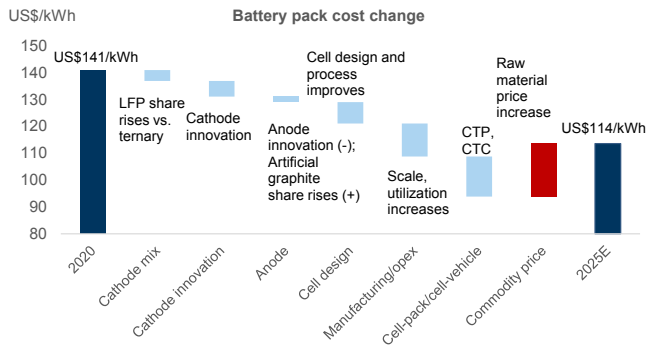 US$/kWh
Battery pack cost change
150
140
130
120
110
100
90
80
US$141/kWh
LFP share
rises vs.
ternary
Cathode
innovation
Anode
innovation (-);
Artificial
graphite
share rises (+)
Cell design and
process
improves
Scale,
utilization
increases
CTP,
CTC
Raw
material
price
increase
US$114/kWh
2020
Cathode mix
Cathode innovation
Anode
Cell design
Manufacturing/opex
Cell-pack/cell-vehicle
Commodity price
2025E